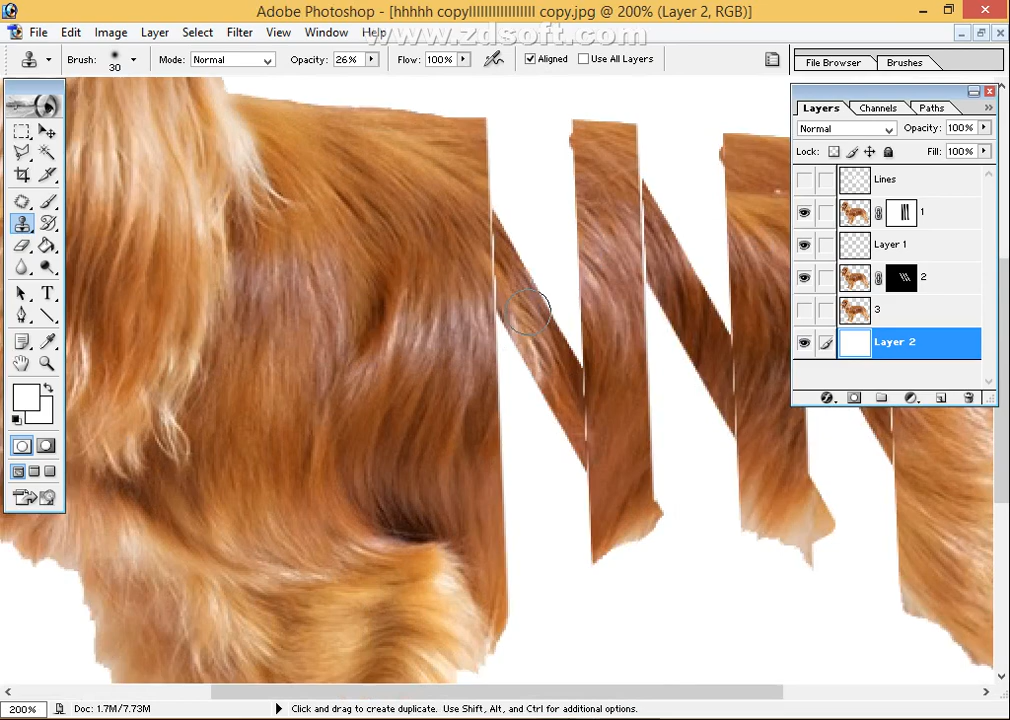 Adobe Photoshop - [hhhhh copyllllllllllllllllll copy.jpg @ 200% (Layer 2, RGB)]
File Edit Image Layer Select Filter View Window Help
www.zdsoft.com
Brush: 30 Mode: Normal Opacity: 26% Flow: 100% Aligned Use All Layers File Browser Brushes
Layers Channels Paths
Normal Opacity: 100%
Lock: Fill: 100%
Lines
1
Layer 1
2
3
Layer 2
200% Doc: 1.7M/7.73M Click and drag to create duplicate. Use Shift, Alt, and Ctrl for additional options.